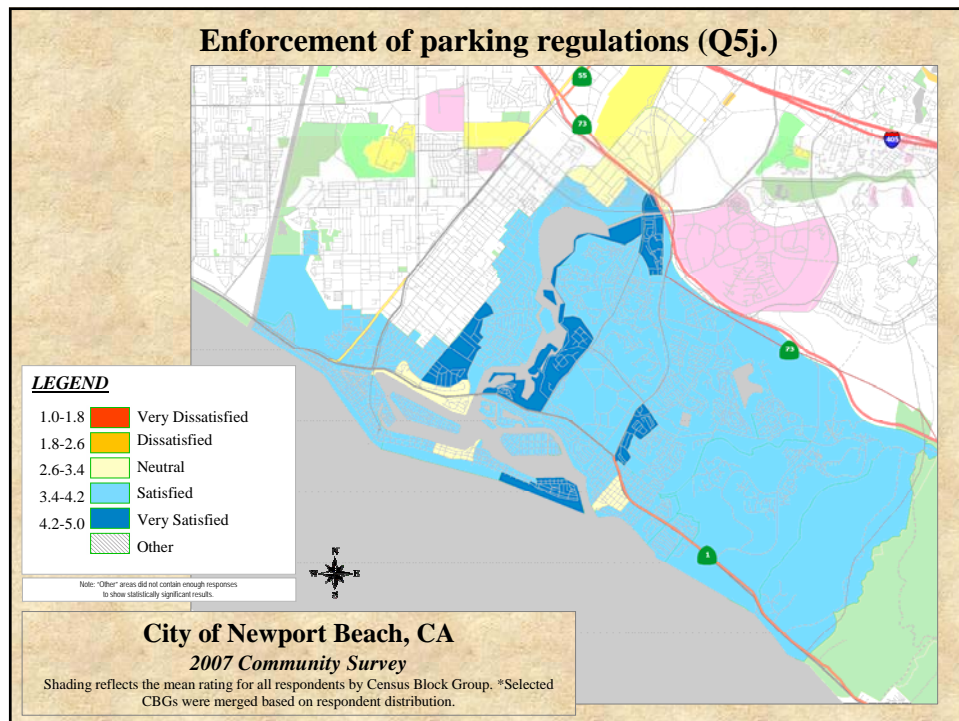 Enforcement of parking regulations (Q5j.)
55
73
405
73
1
LEGEND
1.0-1.8 Very Dissatisfied
1.8-2.6 Dissatisfied
2.6-3.4 Neutral
3.4-4.2 Satisfied
4.2-5.0 Very Satisfied
Other
Note: "Other" areas did not contain enough responses
to show statistically significant results.
N
W E
S
City of Newport Beach, CA
2007 Community Survey
Shading reflects the mean rating for all respondents by Census Block Group. *Selected
CBGs were merged based on respondent distribution.